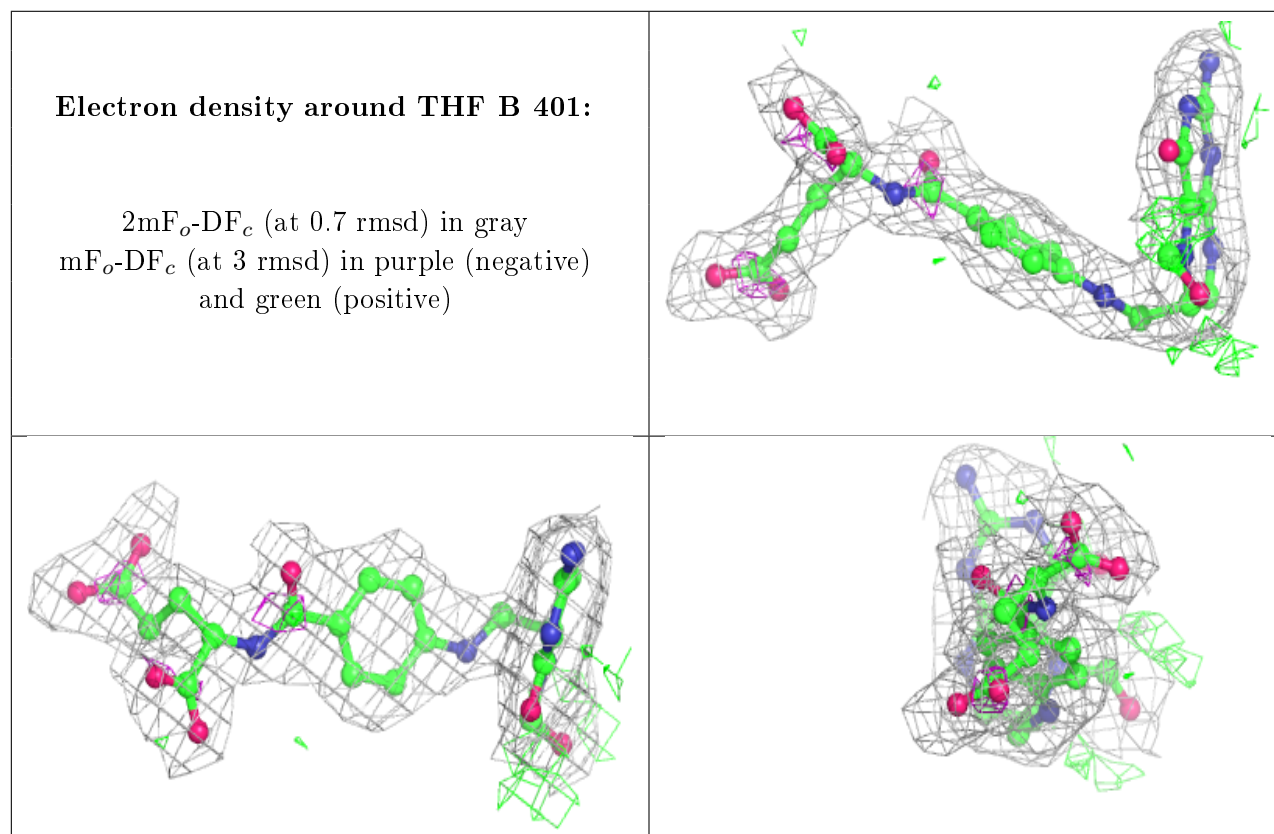 Electron density around THF B 401:
2mFₒ-DF𝒸 (at 0.7 rmsd) in gray
mFₒ-DF𝒸 (at 3 rmsd) in purple (negative)
and green (positive)